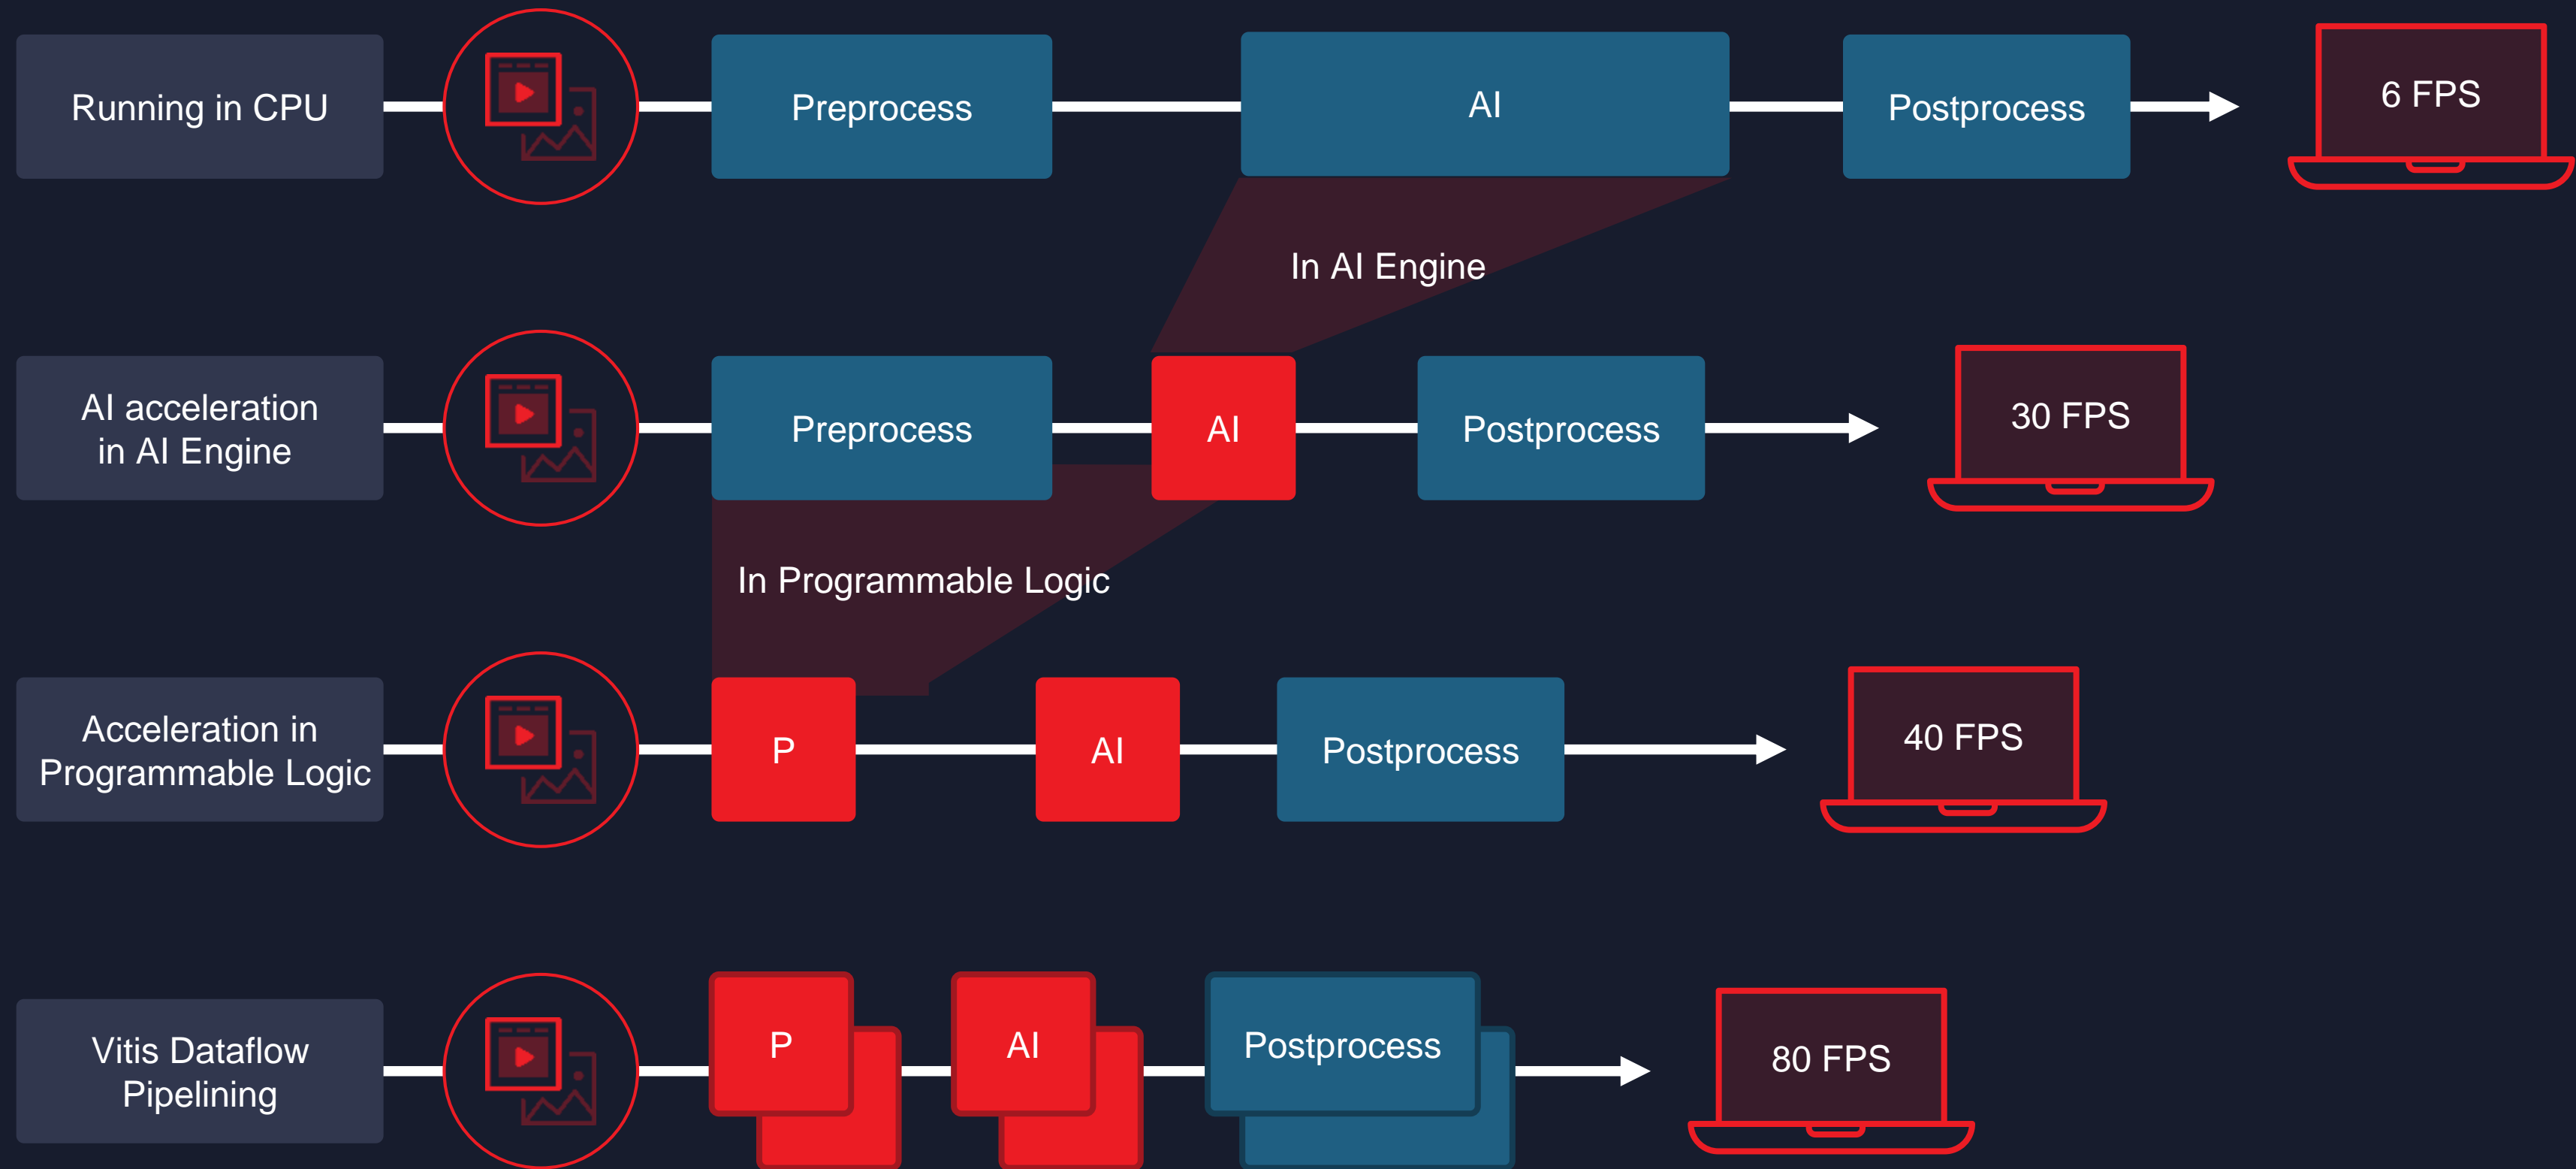 Running in CPU
Preprocess
AI
Postprocess
6 FPS
In AI Engine
AI acceleration
in AI Engine
Preprocess
AI
Postprocess
30 FPS
In Programmable Logic
Acceleration in
Programmable Logic
P
AI
Postprocess
40 FPS
Vitis Dataflow
Pipelining
P
AI
Postprocess
80 FPS